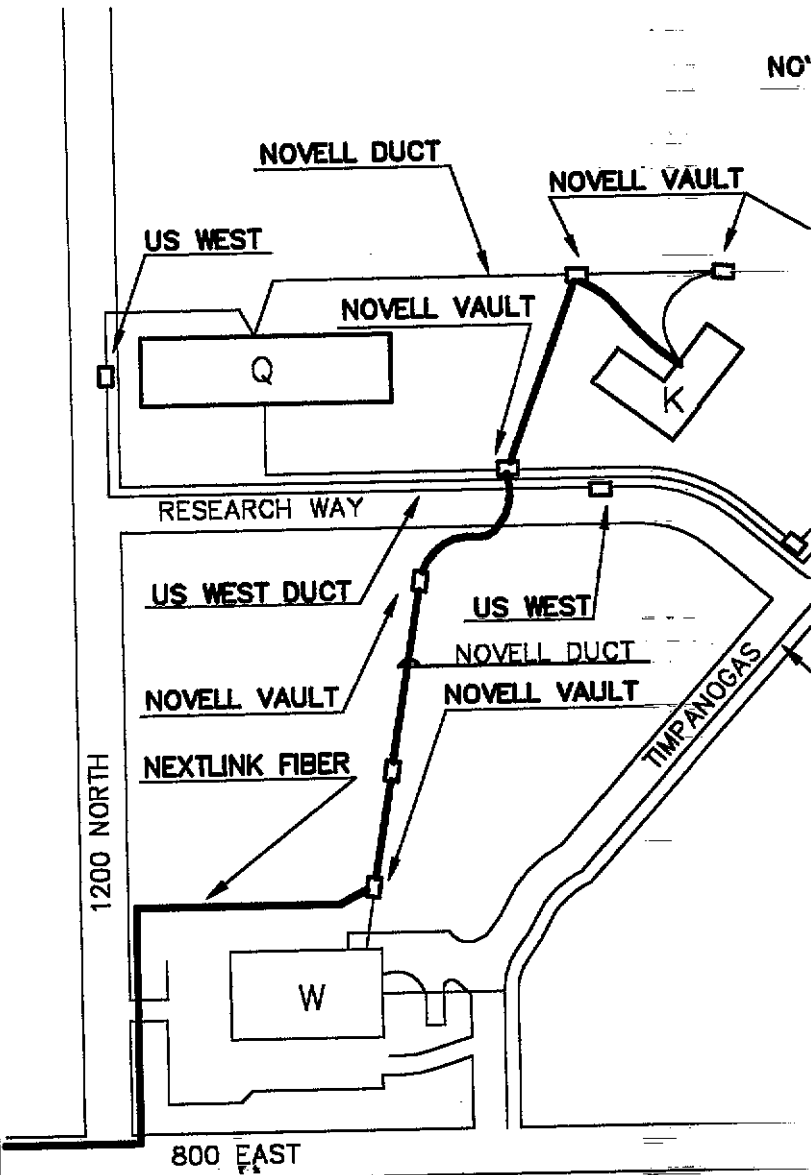 NO
NOVELL DUCT
NOVELL VAULT
US WEST
NOVELL VAULT
Q
K
RESEARCH WAY
US WEST DUCT
US WEST
NOVELL DUCT
NOVELL VAULT
NOVELL VAULT
TIMPANOGAS
NEXTLINK FIBER
1200 NORTH
W
800 EAST